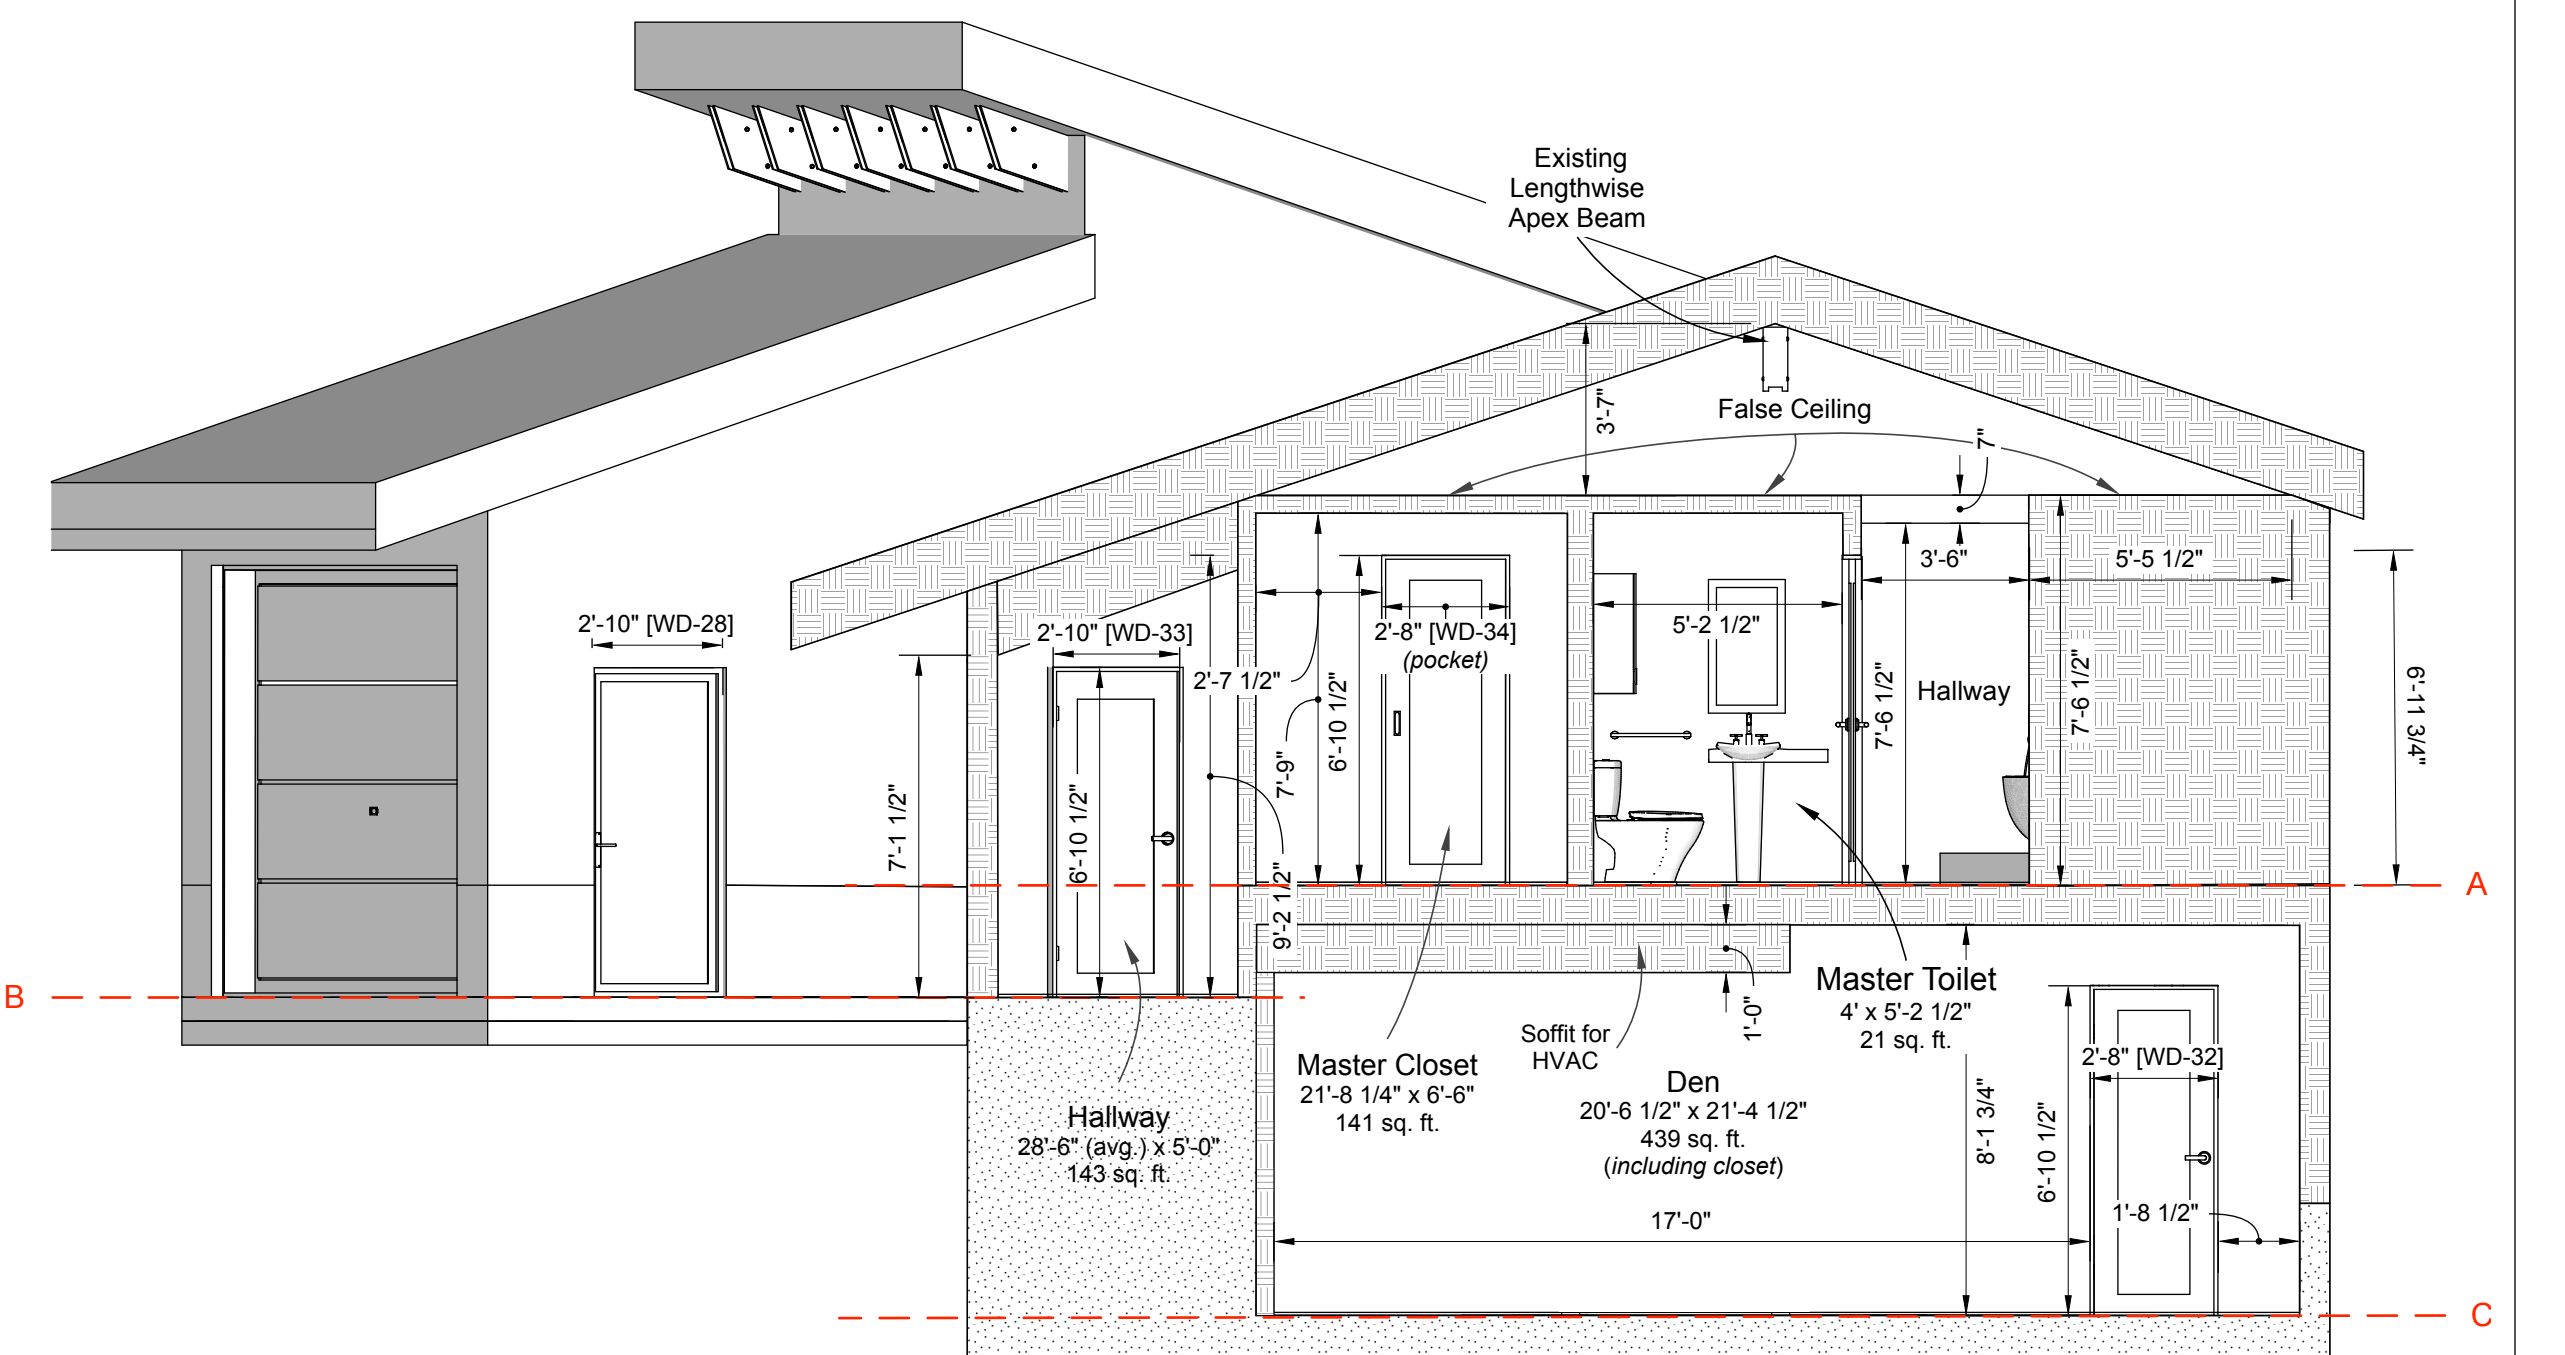 Existing
Lengthwise
Apex Beam
False Ceiling
3'-7"
7"
3'-6"
5'-5 1/2"
2'-10" [WD-28]
2'-10" [WD-33]
2'-8" [WD-34]
(pocket)
5'-2 1/2"
2'-7 1/2"
7'-1 1/2"
6'-10 1/2"
9'-2 1/2"
7'-9"
6'-10 1/2"
7'-6 1/2"
Hallway
7'-6 1/2"
6'-11 3/4"
A
B
Master Toilet
4' x 5'-2 1/2"
21 sq. ft.
1'-0"
Soffit for
HVAC
Master Closet
21'-8 1/4" x 6'-6"
141 sq. ft.
Den
20'-6 1/2" x 21'-4 1/2"
439 sq. ft.
(including closet)
Hallway
28'-6" (avg.) x 5'-0"
143 sq. ft.
2'-8" [WD-32]
8'-1 3/4"
6'-10 1/2"
1'-8 1/2"
17'-0"
C